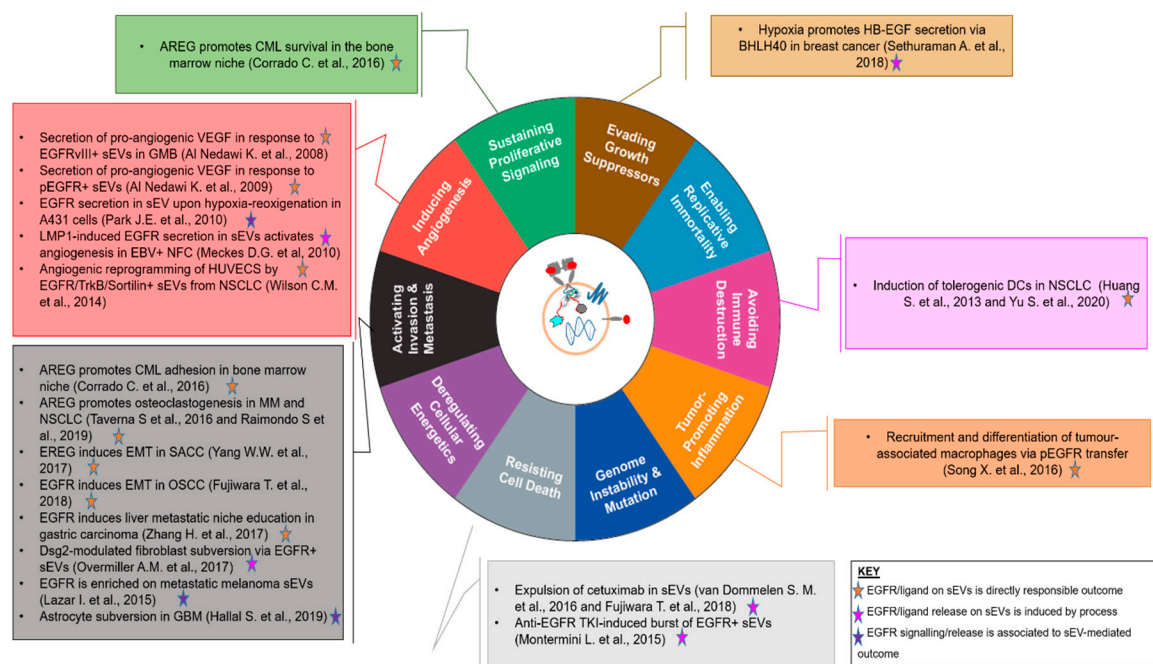 • AREG promotes CML survival in the bone
marrow niche (Corrado C. et al., 2016)
• Hypoxia promotes HB-EGF secretion via
BHLH40 in breast cancer (Sethuraman A. et al.,
2018)
• Secretion of pro-angiogenic VEGF in response to
EGFRvIII+ sEVs in GMB (Al Nedawi K. et al., 2008)
• Secretion of pro-angiogenic VEGF in response to
pEGFR+ sEVs (Al Nedawi K. et al., 2009)
• EGFR secretion in sEV upon hypoxia-reoxigenation in
A431 cells (Park J.E. et al., 2010)
• LMP1-induced EGFR secretion in sEVs activates
angiogenesis in EBV+ NFC (Meckes D.G. et al, 2010)
• Angiogenic reprogramming of HUVECS by
EGFR/TrkB/Sortilin+ sEVs from NSCLC (Wilson C.M.
et al., 2014)
Sustaining
Proliferative
Signaling
Evading
Growth
Suppressors
Enabling
Replicative
Immortality
Avoiding
Immune
Destruction
Tumor-
Promoting
Inflammation
Genome
Instability &
Mutation
Resisting
Cell Death
Deregulating
Cellular
Energetics
Activating
Invasion &
Metastasis
Inducing
Angiogenesis
• Induction of tolerogenic DCs in NSCLC (Huang
S. et al., 2013 and Yu S. et al., 2020)
• AREG promotes CML adhesion in bone marrow
niche (Corrado C. et al., 2016)
• AREG promotes osteoclastogenesis in MM and
NSCLC (Taverna S et al., 2016 and Raimondo S et
al., 2019)
• EREG induces EMT in SACC (Yang W.W. et al.,
2017)
• EGFR induces EMT in OSCC (Fujiwara T. et al.,
2018)
• EGFR induces liver metastatic niche education in
gastric carcinoma (Zhang H. et al., 2017)
• Dsg2-modulated fibroblast subversion via EGFR+
sEVs (Overmiller A.M. et al., 2017)
• EGFR is enriched on metastatic melanoma sEVs
(Lazar I. et al., 2015)
• Astrocyte subversion in GBM (Hallal S. et al., 2019)
• Recruitment and differentiation of tumour-
associated macrophages via pEGFR transfer
(Song X. et al., 2016)
• Expulsion of cetuximab in sEVs (van Dommelen S. M.
et al., 2016 and Fujiwara T. et al., 2018)
• Anti-EGFR TKI-induced burst of EGFR+ sEVs
(Montermini L. et al., 2015)
KEY
EGFR/ligand on sEVs is directly responsible outcome
EGFR/ligand release on sEVs is induced by process
EGFR signalling/release is associated to sEV-mediated
outcome